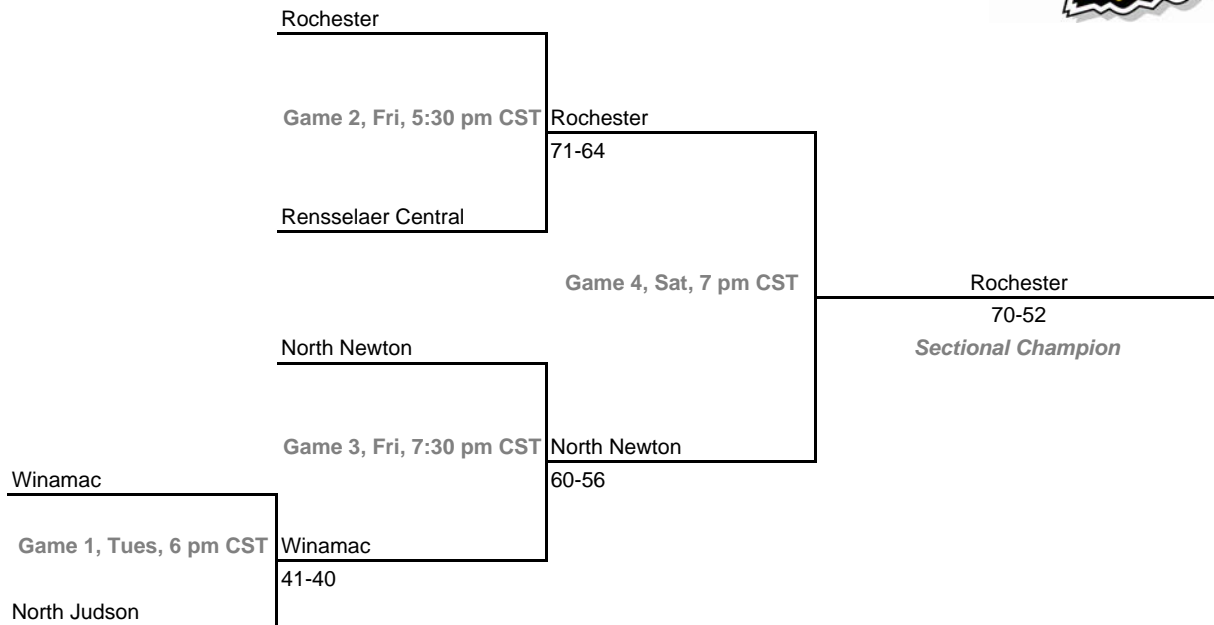 Rochester
Game 2, Fri, 5:30 pm CST
Rochester
71-64
Rensselaer Central
Game 4, Sat, 7 pm CST
Rochester
70-52
Sectional Champion
North Newton
Game 3, Fri, 7:30 pm CST
North Newton
60-56
Winamac
Game 1, Tues, 6 pm CST
Winamac
41-40
North Judson